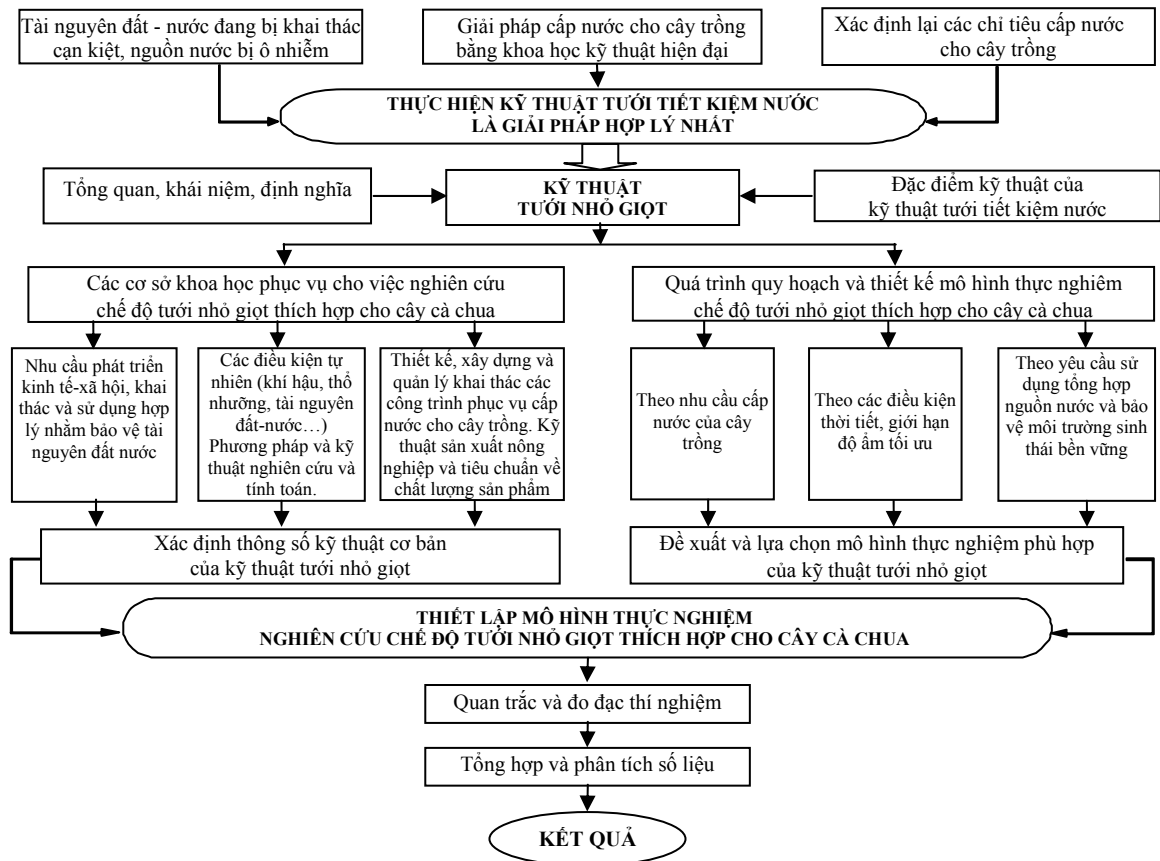 Tài nguyên đất - nước đang bị khai thác
cạn kiệt, nguồn nước bị ô nhiễm
Giải pháp cấp nước cho cây trồng
bằng khoa học kỹ thuật hiện đại
Xác định lại các chỉ tiêu cấp nước
cho cây trồng
THỰC HIỆN KỸ THUẬT TƯỚI TIẾT KIỆM NƯỚC
LÀ GIẢI PHÁP HỢP LÝ NHẤT
Tổng quan, khái niệm, định nghĩa
KỸ THUẬT
TƯỚI NHỎ GIỌT
Đặc điểm kỹ thuật của
kỹ thuật tưới tiết kiệm nước
Các cơ sở khoa học phục vụ cho việc nghiên cứu
chế độ tưới nhỏ giọt thích hợp cho cây cà chua
Quá trình quy hoạch và thiết kế mô hình thực nghiêm
chế độ tưới nhỏ giọt thích hợp cho cây cà chua
Nhu cầu phát triển
kinh tế-xã hội, khai
thác và sử dụng hợp
lý nhằm bảo vệ tài
nguyên đất nước
Các điều kiện tự
nhiên (khí hậu, thổ
nhưỡng, tài nguyên
đất-nước…)
Phương pháp và kỹ
thuật nghiên cứu và
tính toán.
Thiết kế, xây dựng và
quản lý khai thác các
công trình phục vụ cấp
nước cho cây trồng. Kỹ
thuật sản xuất nông
nghiệp và tiêu chuẩn về
chất lượng sản phẩm
Theo nhu cầu cấp
nước của cây
trồng
Theo các điều kiện
thời tiết, giới hạn
độ ẩm tối ưu
Theo yêu cầu sử
dụng tổng hợp
nguồn nước và bảo
vệ môi trường sinh
thái bền vững
Xác định thông số kỹ thuật cơ bản
của kỹ thuật tưới nhỏ giọt
Đề xuất và lựa chọn mô hình thực nghiệm phù hợp
của kỹ thuật tưới nhỏ giọt
THIẾT LẬP MÔ HÌNH THỰC NGHIỆM
NGHIÊN CỨU CHẾ ĐỘ TƯỚI NHỎ GIỌT THÍCH HỢP CHO CÂY CÀ CHUA
Quan trắc và đo đạc thí nghiệm
Tổng hợp và phân tích số liệu
KẾT QUẢ